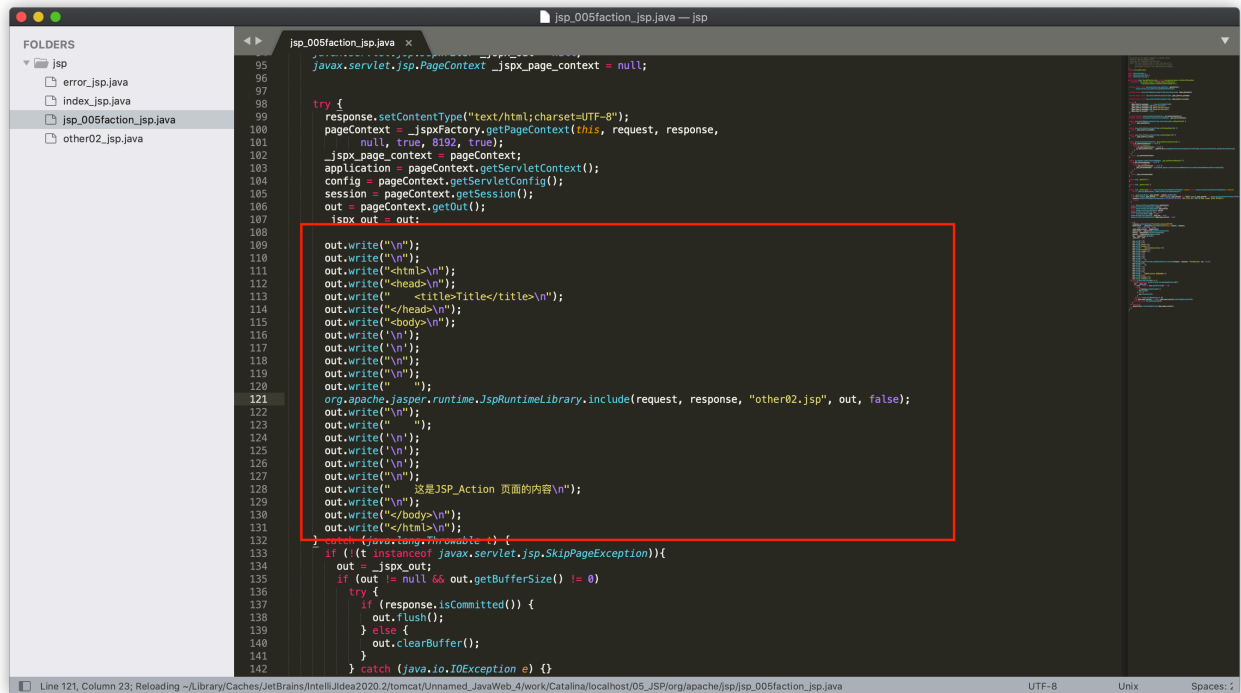 jsp_005faction_jsp.java — jsp
FOLDERS
jsp
error_jsp.java
index_jsp.java
jsp_005faction_jsp.java
other02_jsp.java
jsp_005faction_jsp.java ×
95 javax.servlet.jsp.PageContext _jspx_page_context = null;
96
97
98 try {
99 response.setContentType("text/html;charset=UTF-8");
100 pageContext = _jspxFactory.getPageContext(this, request, response,
101 null, true, 8192, true);
102 _jspx_page_context = pageContext;
103 application = pageContext.getServletContext();
104 config = pageContext.getServletConfig();
105 session = pageContext.getSession();
106 out = pageContext.getOut();
107 _jspx_out = out;
108
109 out.write("\n");
110 out.write("\n");
111 out.write("<html>\n");
112 out.write("<head>\n");
113 out.write("    <title>Title</title>\n");
114 out.write("</head>\n");
115 out.write("<body>\n");
116 out.write('\n');
117 out.write('\n');
118 out.write("\n");
119 out.write("\n");
120 out.write("    ");
121 org.apache.jasper.runtime.JspRuntimeLibrary.include(request, response, "other02.jsp", out, false);
122 out.write("\n");
123 out.write("    ");
124 out.write('\n');
125 out.write('\n');
126 out.write('\n');
127 out.write("\n");
128 out.write("    这是JSP_Action 页面的内容\n");
129 out.write("\n");
130 out.write("</body>\n");
131 out.write("</html>\n");
132 } catch (java.lang.Throwable t) {
133 if (!(t instanceof javax.servlet.jsp.SkipPageException)){
134 out = _jspx_out;
135 if (out != null && out.getBufferSize() != 0)
136 try {
137 if (response.isCommitted()) {
138 out.flush();
139 } else {
140 out.clearBuffer();
141 }
142 } catch (java.io.IOException e) {}
Line 121, Column 23; Reloading ~/Library/Caches/JetBrains/IntelliJIdea2020.2/tomcat/Unnamed_JavaWeb_4/work/Catalina/localhost/05_JSP/org/apache/jsp/jsp_005faction_jsp.java UTF-8 Unix Spaces: